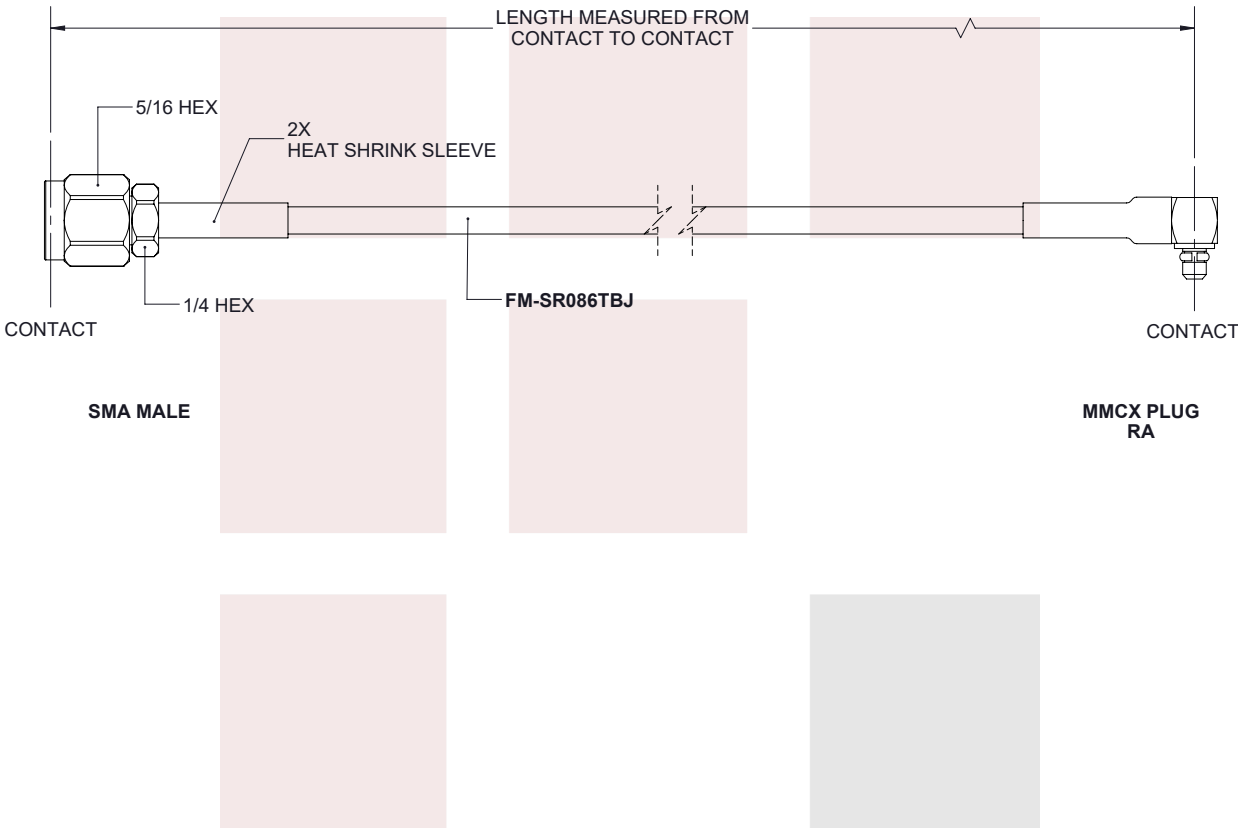 LENGTH MEASURED FROM
CONTACT TO CONTACT
5/16 HEX
2X
HEAT SHRINK SLEEVE
1/4 HEX
FM-SR086TBJ
CONTACT
CONTACT
SMA MALE
MMCX PLUG
RA